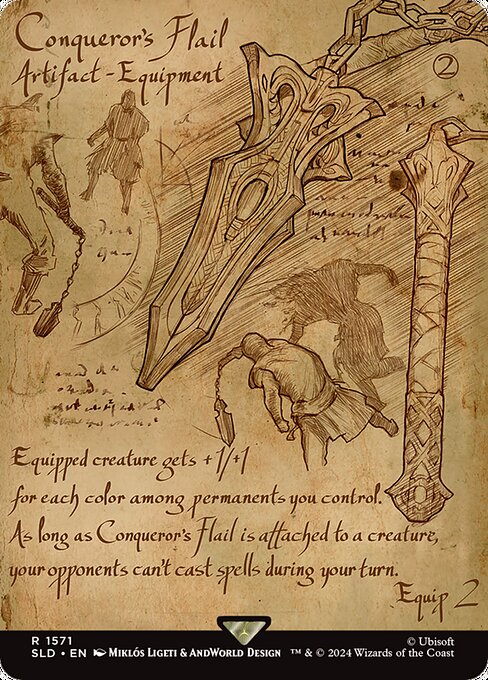 Conqueror's Flail
2
Artifact - Equipment
Equipped creature gets +1/+1
for each color among permanents you control.
As long as Conqueror's Flail is attached to a creature,
your opponents can't cast spells during your turn.
Equip 2
R 1571
SLD • EN MIKLÓS LIGETI & ANDWORLD DESIGN
© Ubisoft
™ & © 2024 Wizards of the Coast